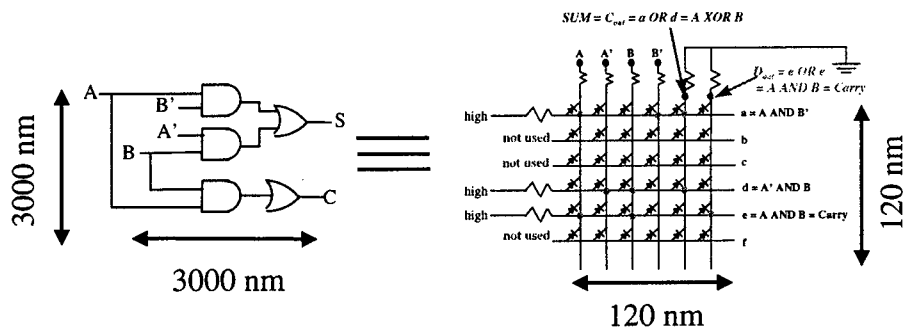 SUM = C_out = a OR d = A XOR B
A A' B B'
D_out = e OR e
= A AND B = Carry
A
B'
A'
B
S
C
3000 nm
3000 nm
high
a = A AND B'
not used
b
not used
c
high
d = A' AND B
high
e = A AND B = Carry
not used
f
120 nm
120 nm